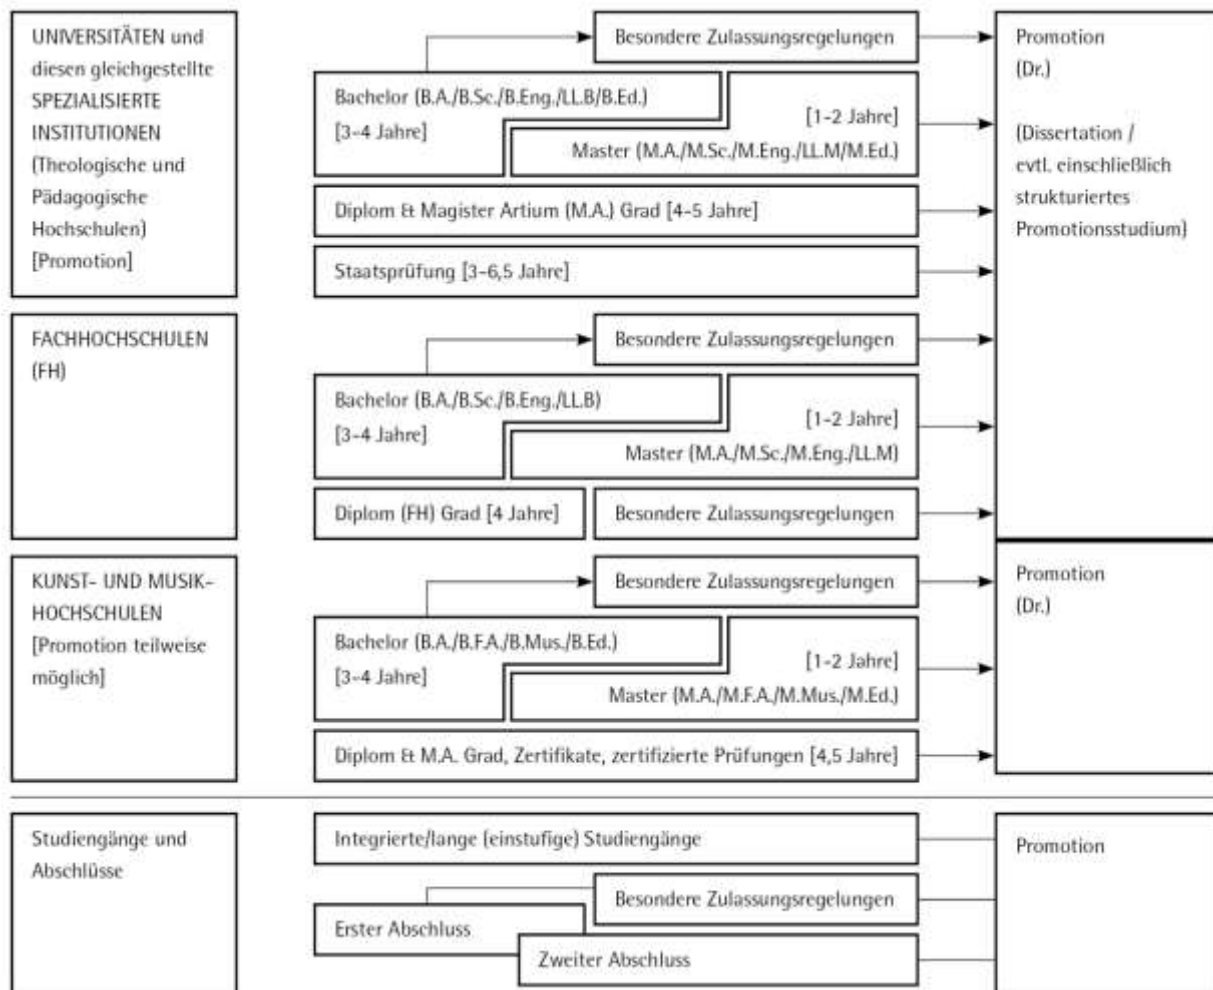 UNIVERSITÄTEN und
diesen gleichgestellte
SPEZIALISIERTE
INSTITUTIONEN
(Theologische und
Pädagogische
Hochschulen)
[Promotion]
Besondere Zulassungsregelungen
Bachelor (B.A./B.Sc./B.Eng./LL.B/B.Ed.)
[3-4 Jahre]
[1-2 Jahre]
Master (M.A./M.Sc./M.Eng./LL.M/M.Ed.)
Diplom & Magister Artium (M.A.) Grad [4-5 Jahre]
Staatsprüfung [3-6,5 Jahre]
Promotion
(Dr.)
(Dissertation /
evtl. einschließlich
strukturiertes
Promotionsstudium)
FACHHOCHSCHULEN
(FH)
Besondere Zulassungsregelungen
Bachelor (B.A./B.Sc./B.Eng./LL.B)
[3-4 Jahre]
[1-2 Jahre]
Master (M.A./M.Sc./M.Eng./LL.M)
Diplom (FH) Grad [4 Jahre]
Besondere Zulassungsregelungen
KUNST- UND MUSIK-
HOCHSCHULEN
[Promotion teilweise
möglich]
Besondere Zulassungsregelungen
Bachelor (B.A./B.F.A./B.Mus./B.Ed.)
[3-4 Jahre]
[1-2 Jahre]
Master (M.A./M.F.A./M.Mus./M.Ed.)
Diplom & M.A. Grad, Zertifikate, zertifizierte Prüfungen [4,5 Jahre]
Promotion
(Dr.)
Studiengänge und
Abschlüsse
Integrierte/lange (einstufige) Studiengänge
Besondere Zulassungsregelungen
Erster Abschluss
Zweiter Abschluss
Promotion